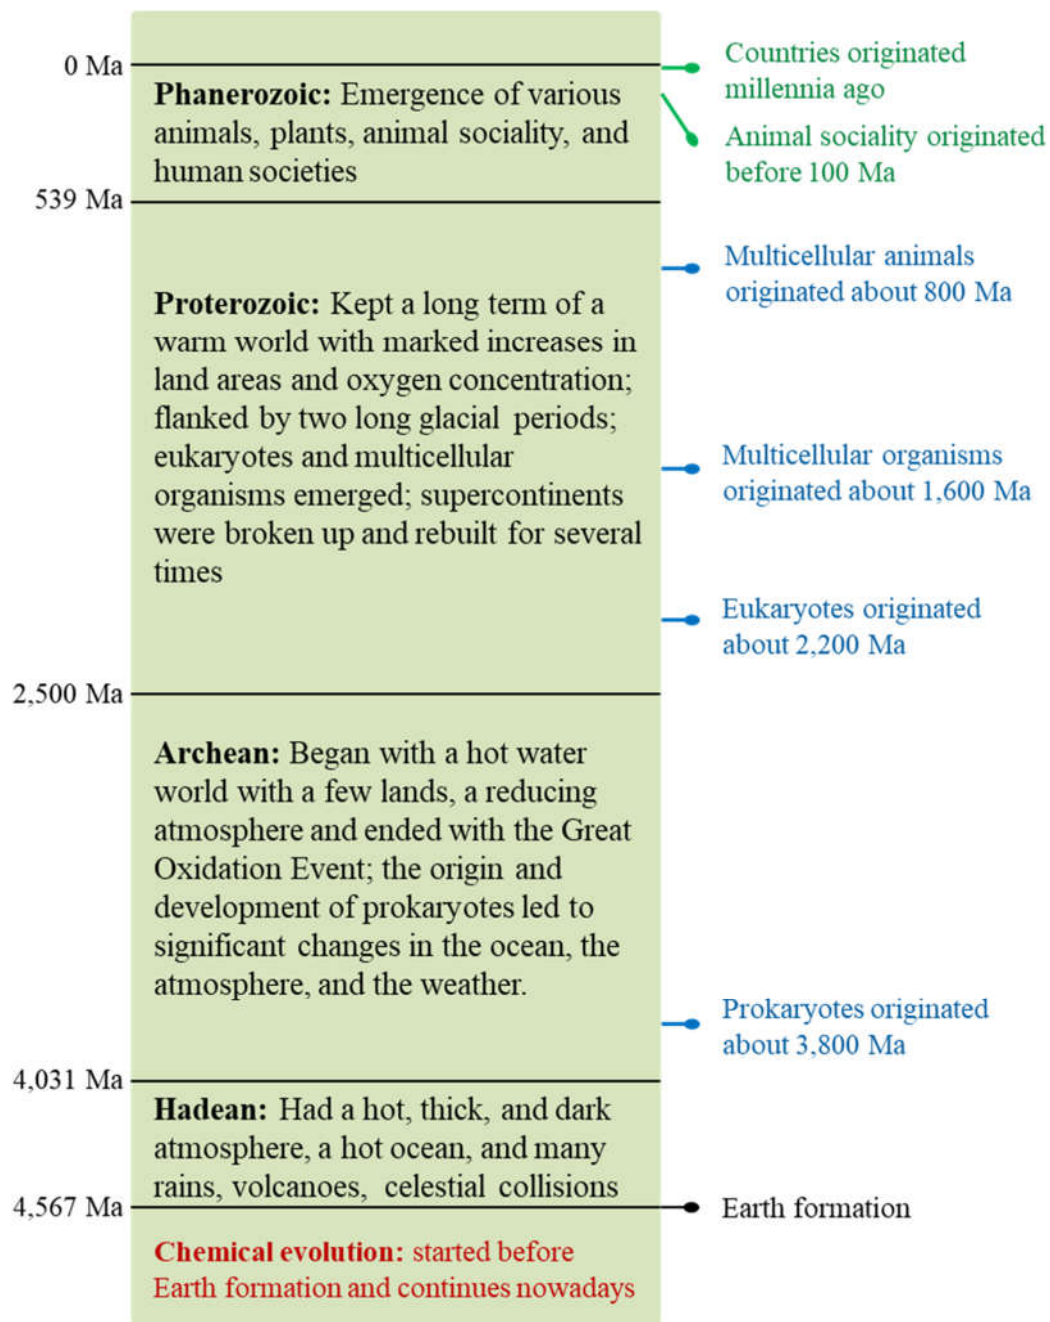 0 Ma
Phanerozoic: Emergence of various
animals, plants, animal sociality, and
human societies
539 Ma
Proterozoic: Kept a long term of a
warm world with marked increases in
land areas and oxygen concentration;
flanked by two long glacial periods;
eukaryotes and multicellular
organisms emerged; supercontinents
were broken up and rebuilt for several
times
2,500 Ma
Archean: Began with a hot water
world with a few lands, a reducing
atmosphere and ended with the Great
Oxidation Event; the origin and
development of prokaryotes led to
significant changes in the ocean, the
atmosphere, and the weather.
4,031 Ma
Hadean: Had a hot, thick, and dark
atmosphere, a hot ocean, and many
rains, volcanoes, celestial collisions
4,567 Ma
Chemical evolution: started before
Earth formation and continues nowadays
Countries originated
millennia ago
Animal sociality originated
before 100 Ma
Multicellular animals
originated about 800 Ma
Multicellular organisms
originated about 1,600 Ma
Eukaryotes originated
about 2,200 Ma
Prokaryotes originated
about 3,800 Ma
Earth formation